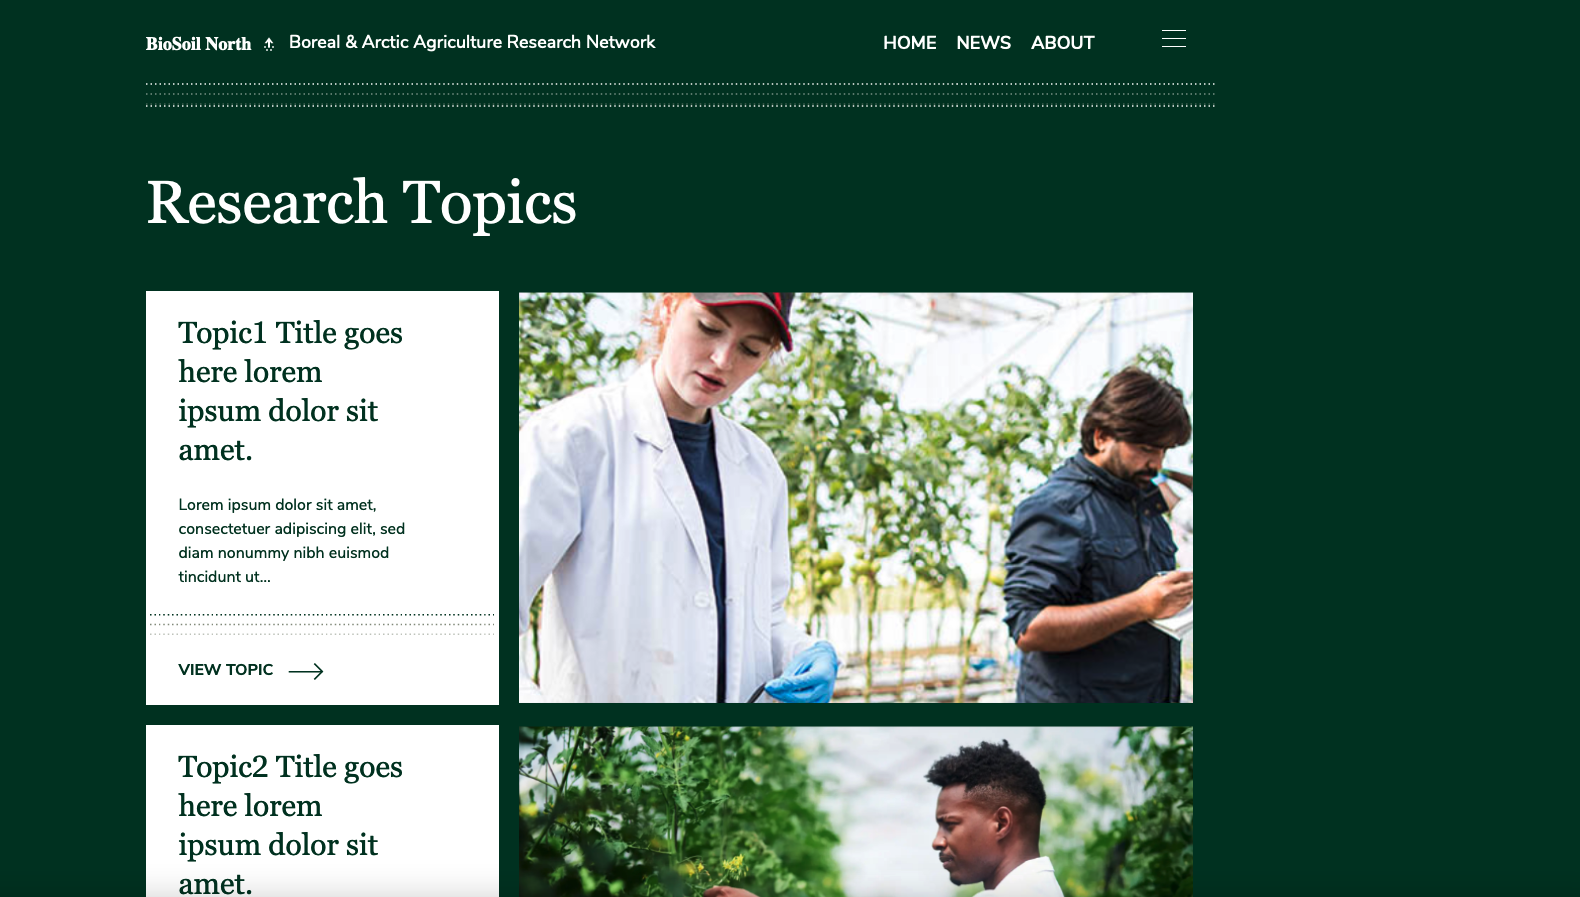 BioSoil North Boreal & Arctic Agriculture Research Network HOME NEWS ABOUT
Research Topics
Topic1 Title goes
here lorem
ipsum dolor sit
amet.
Lorem ipsum dolor sit amet,
consectetuer adipiscing elit, sed
diam nonummy nibh euismod
tincidunt ut...
VIEW TOPIC
Topic2 Title goes
here lorem
ipsum dolor sit
amet.